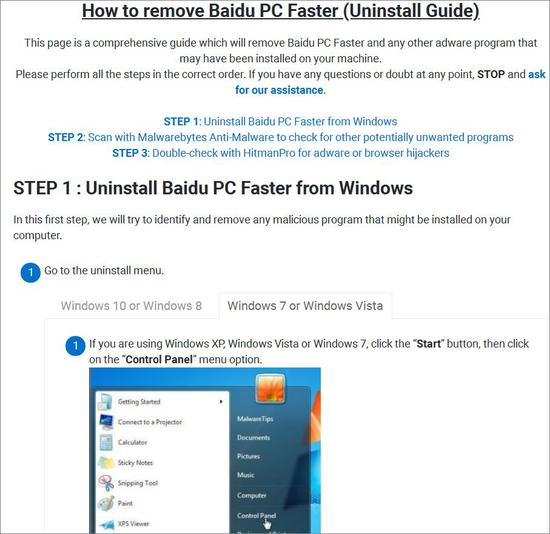 How to remove Baidu PC Faster (Uninstall Guide)
This page is a comprehensive guide which will remove Baidu PC Faster and any other adware program that
may have been installed on your machine.
Please perform all the steps in the correct order. If you have any questions or doubt at any point, STOP and ask
for our assistance.
STEP 1: Uninstall Baidu PC Faster from Windows
STEP 2: Scan with Malwarebytes Anti-Malware to check for other potentially unwanted programs
STEP 3: Double-check with HitmanPro for adware or browser hijackers
STEP 1 : Uninstall Baidu PC Faster from Windows
In this first step, we will try to identify and remove any malicious program that might be installed on your
computer.
1 Go to the uninstall menu.
Windows 10 or Windows 8 Windows 7 or Windows Vista
1 If you are using Windows XP, Windows Vista or Windows 7, click the “Start” button, then click
on the “Control Panel” menu option.
Getting Started
Connect to a Projector
Calculator
Sticky Notes
Snipping Tool
Paint
XPS Viewer
MalwareTips
Documents
Pictures
Music
Computer
Control Panel